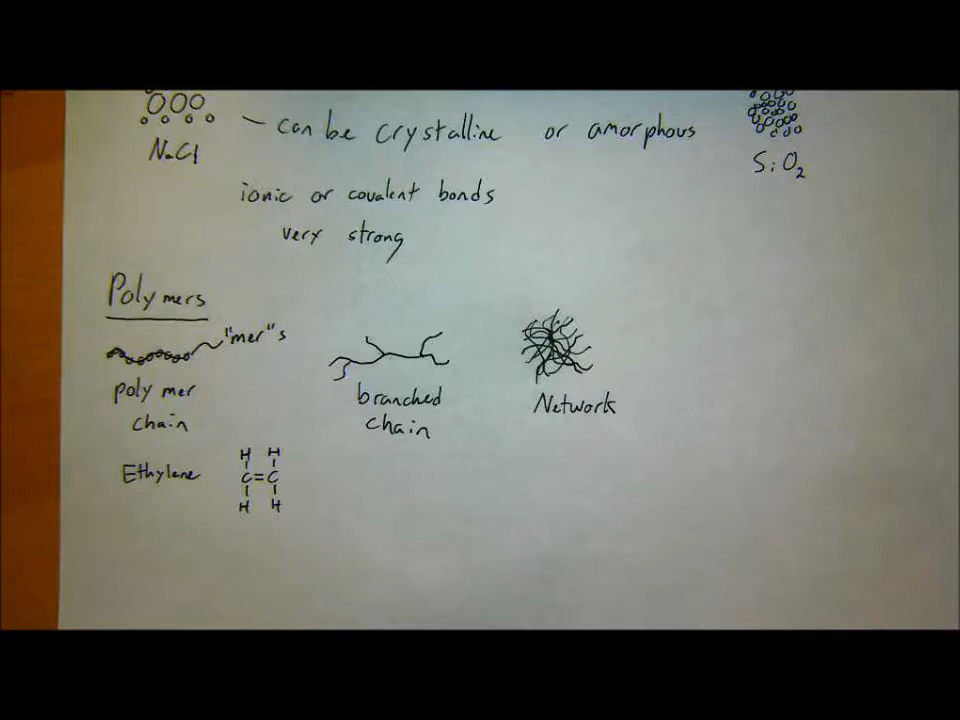 — can be crystalline or amorphous
NaCl
SiO2
ionic or covalent bonds
very strong
Polymers
"mer"s
polymer chain
branched chain
Network
Ethylene
H H
C=C
H H